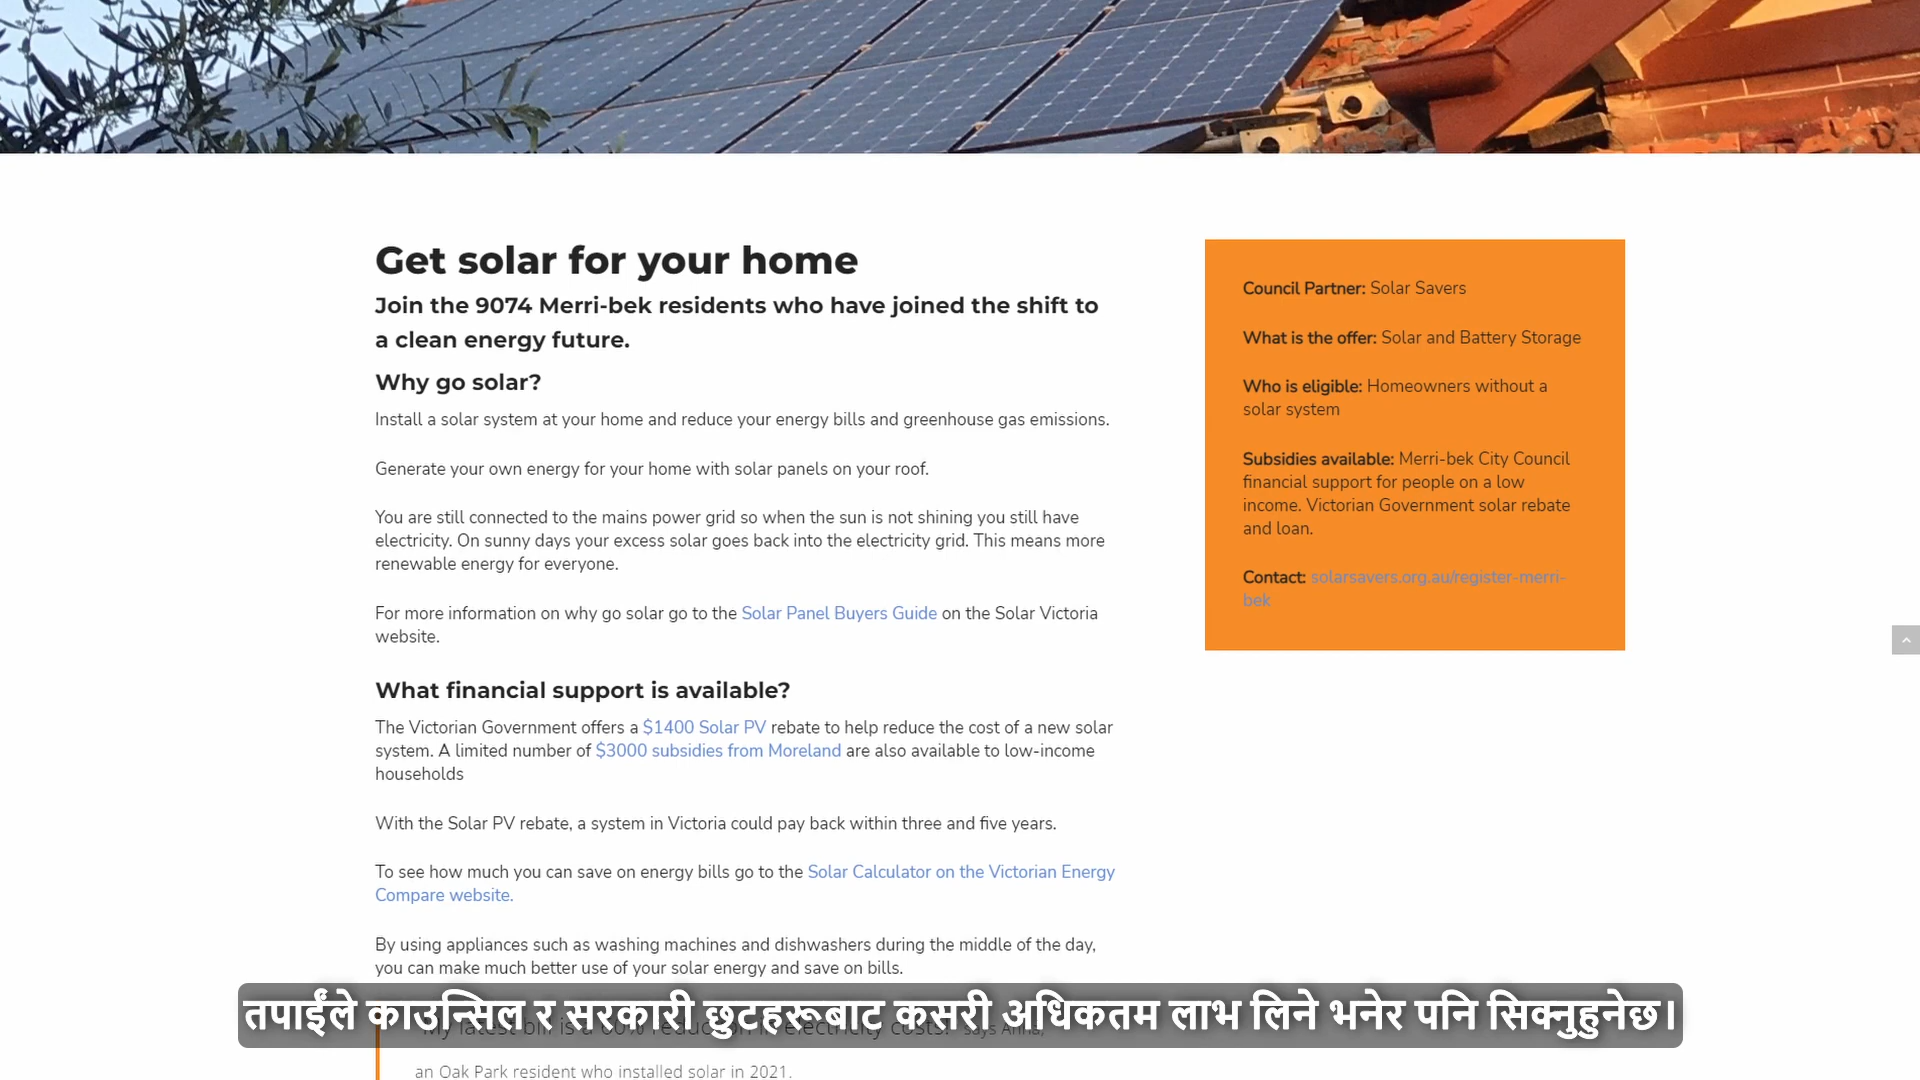 Get solar for your home
Join the 9074 Merri-bek residents who have joined the shift to
a clean energy future.
Why go solar?
Install a solar system at your home and reduce your energy bills and greenhouse gas emissions.
Generate your own energy for your home with solar panels on your roof.
You are still connected to the mains power grid so when the sun is not shining you still have
electricity. On sunny days your excess solar goes back into the electricity grid. This means more
renewable energy for everyone.
For more information on why go solar go to the Solar Panel Buyers Guide on the Solar Victoria
website.
What financial support is available?
The Victorian Government offers a $1400 Solar PV rebate to help reduce the cost of a new solar
system. A limited number of $3000 subsidies from Moreland are also available to low-income
households
With the Solar PV rebate, a system in Victoria could pay back within three and five years.
To see how much you can save on energy bills go to the Solar Calculator on the Victorian Energy
Compare website.
By using appliances such as washing machines and dishwashers during the middle of the day,
you can make much better use of your solar energy and save on bills.
"My latest bill is a 60% reduction in electricity costs." says Anna,
an Oak Park resident who installed solar in 2021.
Council Partner: Solar Savers
What is the offer: Solar and Battery Storage
Who is eligible: Homeowners without a
solar system
Subsidies available: Merri-bek City Council
financial support for people on a low
income. Victorian Government solar rebate
and loan.
Contact: solarsavers.org.au/register-merri-
bek
तपाईंले काउन्सिल र सरकारी छुटहरूबाट कसरी अधिकतम लाभ लिने भनेर पनि सिक्नुहुनेछ।